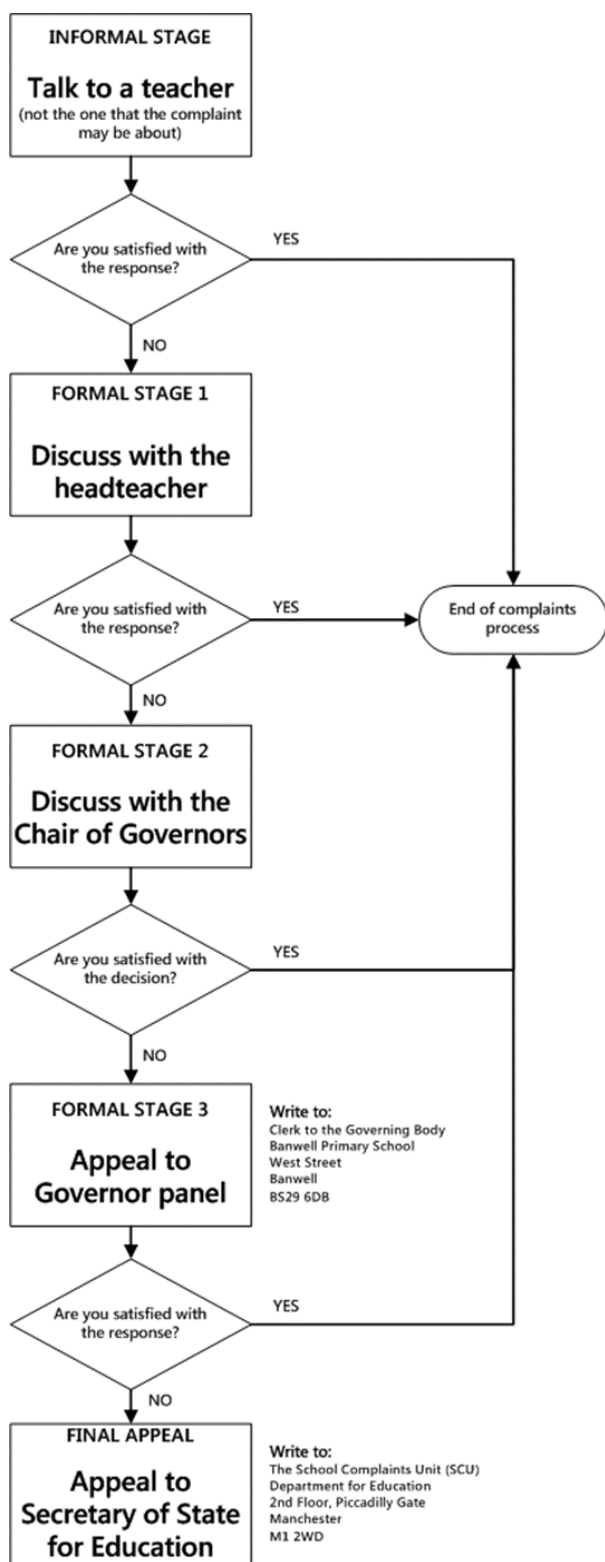 INFORMAL STAGE
Talk to a teacher
(not the one that the complaint
may be about)
Are you satisfied with
the response?
YES
NO
FORMAL STAGE 1
Discuss with the
headteacher
Are you satisfied with
the response?
YES
End of complaints
process
NO
FORMAL STAGE 2
Discuss with the
Chair of Governors
Are you satisfied with
the decision?
YES
NO
FORMAL STAGE 3
Appeal to
Governor panel
Write to:
Clerk to the Governing Body
Banwell Primary School
West Street
Banwell
BS29 6DB
Are you satisfied with
the response?
YES
NO
FINAL APPEAL
Appeal to
Secretary of State
for Education
Write to:
The School Complaints Unit (SCU)
Department for Education
2nd Floor, Piccadilly Gate
Manchester
M1 2WD